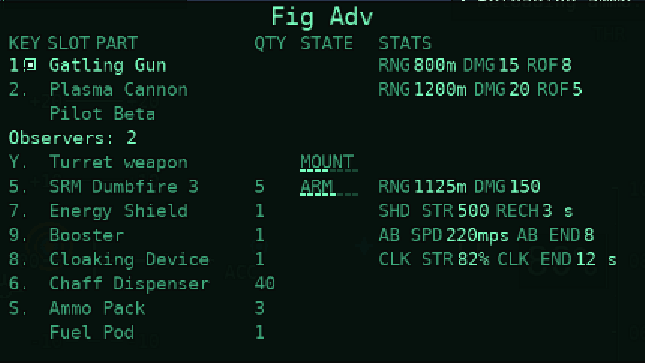 Fig Adv
KEY SLOT PART QTY STATE STATS
1. Gatling Gun RNG 800m DMG 15 ROF 8
2. Plasma Cannon RNG 1200m DMG 20 ROF 5
Pilot Beta
Observers: 2
Y. Turret weapon MOUNT
5. SRM Dumbfire 3 5 ARM RNG 1125m DMG 150
7. Energy Shield 1 SHD STR 500 RECH 3 s
9. Booster 1 AB SPD 220mps AB END 8
8. Cloaking Device 1 CLK STR 82% CLK END 12 s
6. Chaff Dispenser 40
S. Ammo Pack 3
Fuel Pod 1